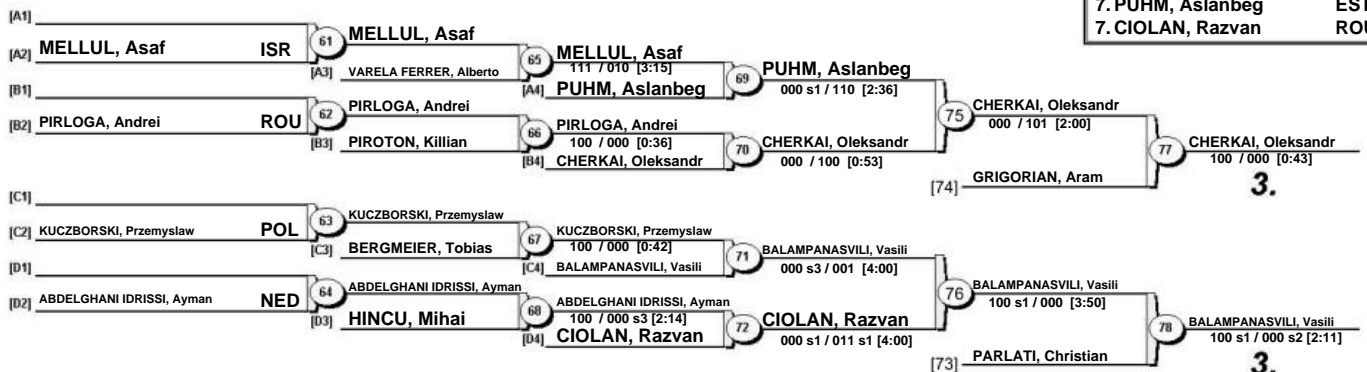 7. PUHM, Aslanbeg EST
7. CIOLAN, Razvan ROU
[A1]
[A2] MELLUL, Asaf ISR
61
MELLUL, Asaf
[A3] VARELA FERRER, Alberto
65
MELLUL, Asaf
111 / 010 [3:15]
[A4] PUHM, Aslanbeg
69
PUHM, Aslanbeg
000 s1 / 110 [2:36]
[B1]
[B2] PIRLOGA, Andrei ROU
62
PIRLOGA, Andrei
[B3] PIROTON, Killian
66
PIRLOGA, Andrei
100 / 000 [0:36]
[B4] CHERKAI, Oleksandr
70
CHERKAI, Oleksandr
000 / 100 [0:53]
75
CHERKAI, Oleksandr
000 / 101 [2:00]
[74] GRIGORIAN, Aram
77
CHERKAI, Oleksandr
100 / 000 [0:43]
3.
[C1]
[C2] KUCZBORSKI, Przemyslaw POL
63
KUCZBORSKI, Przemyslaw
[C3] BERGMEIER, Tobias
67
KUCZBORSKI, Przemyslaw
100 / 000 [0:42]
[C4] BALAMPANASVILI, Vasili
71
BALAMPANASVILI, Vasili
000 s3 / 001 [4:00]
[D1]
[D2] ABDELGHANI IDRISSI, Ayman NED
64
ABDELGHANI IDRISSI, Ayman
[D3] HINCU, Mihai
68
ABDELGHANI IDRISSI, Ayman
100 / 000 s3 [2:14]
[D4] CIOLAN, Razvan
72
CIOLAN, Razvan
000 s1 / 011 s1 [4:00]
76
BALAMPANASVILI, Vasili
100 s1 / 000 [3:50]
[73] PARLATI, Christian
78
BALAMPANASVILI, Vasili
100 s1 / 000 s2 [2:11]
3.